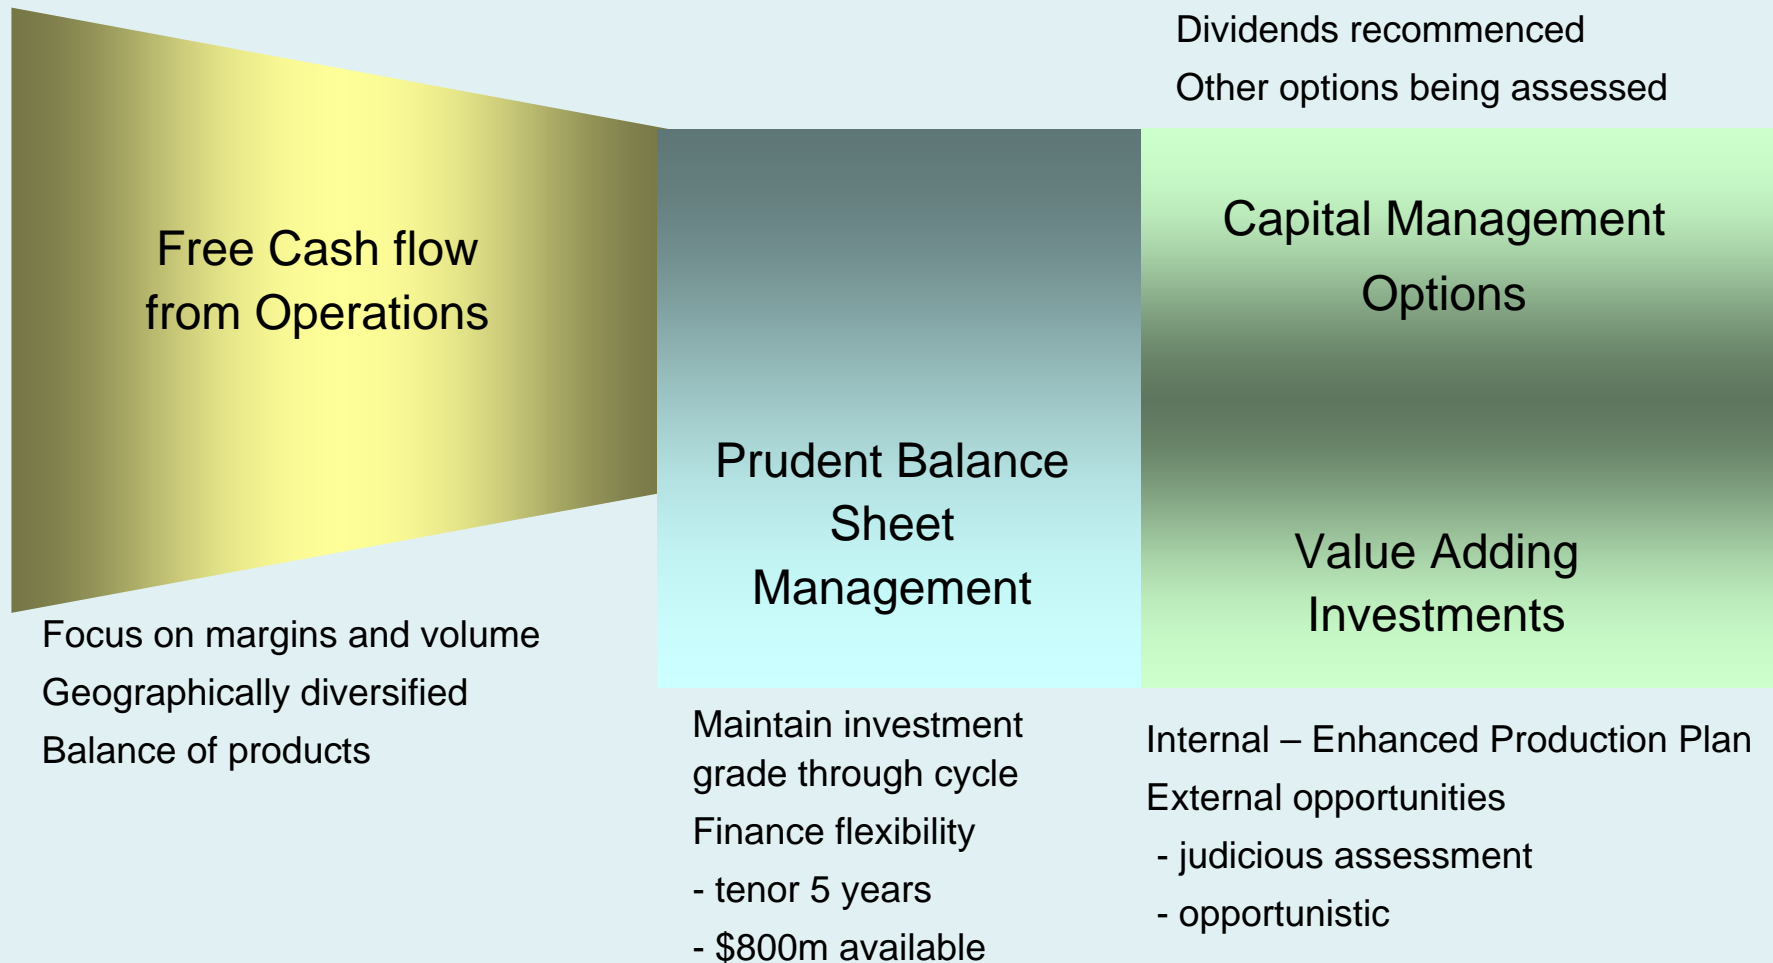 Free Cash flow
from Operations
Focus on margins and volume
Geographically diversified
Balance of products
Prudent Balance
Sheet
Management
Maintain investment
grade through cycle
Finance flexibility
- tenor 5 years
- $800m available
Dividends recommenced
Other options being assessed
Capital Management
Options
Value Adding
Investments
Internal – Enhanced Production Plan
External opportunities
- judicious assessment
- opportunistic